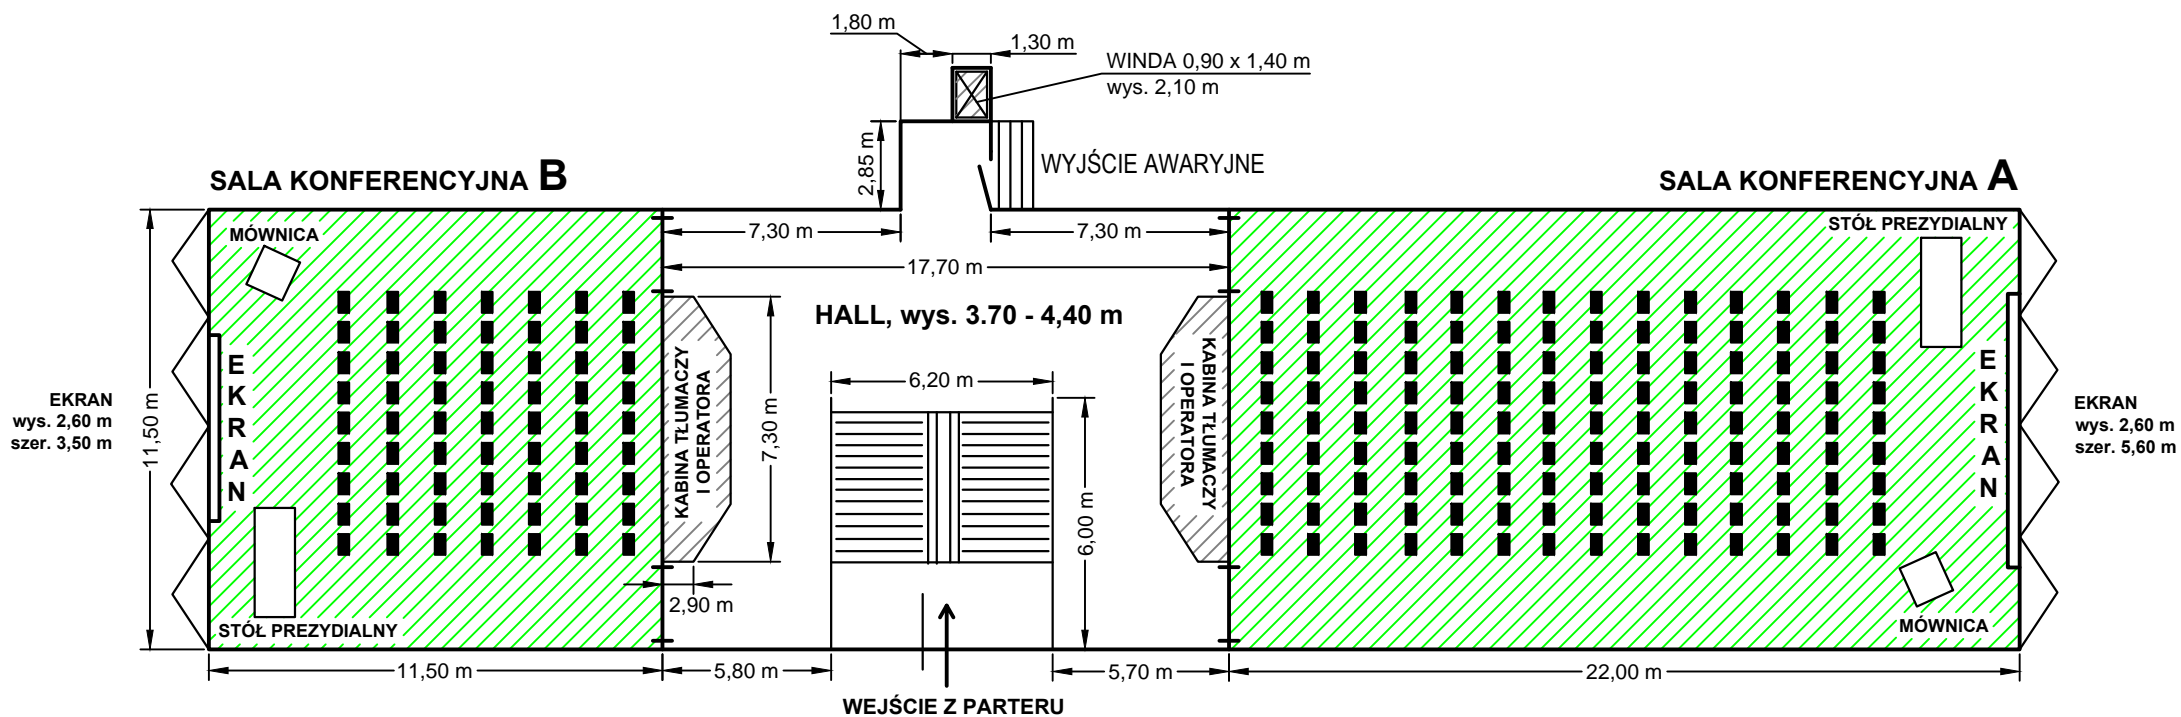 1,80 m
1,30 m
WINDA 0,90 x 1,40 m
wys. 2,10 m
2,85 m
WYJŚCIE AWARYJNE
SALA KONFERENCYJNA B
SALA KONFERENCYJNA A
MÓWNICA
STÓŁ PREZYDIALNY
7,30 m
7,30 m
17,70 m
HALL, wys. 3.70 - 4,40 m
EKRAN
wys. 2,60 m
szer. 3,50 m
11,50 m
E
K
R
A
N
KABINA TŁUMACZY
I OPERATORA
7,30 m
6,20 m
6,00 m
KABINA TŁUMACZY
I OPERATORA
E
K
R
A
N
EKRAN
wys. 2,60 m
szer. 5,60 m
2,90 m
STÓŁ PREZYDIALNY
MÓWNICA
11,50 m
5,80 m
5,70 m
22,00 m
WEJŚCIE Z PARTERU